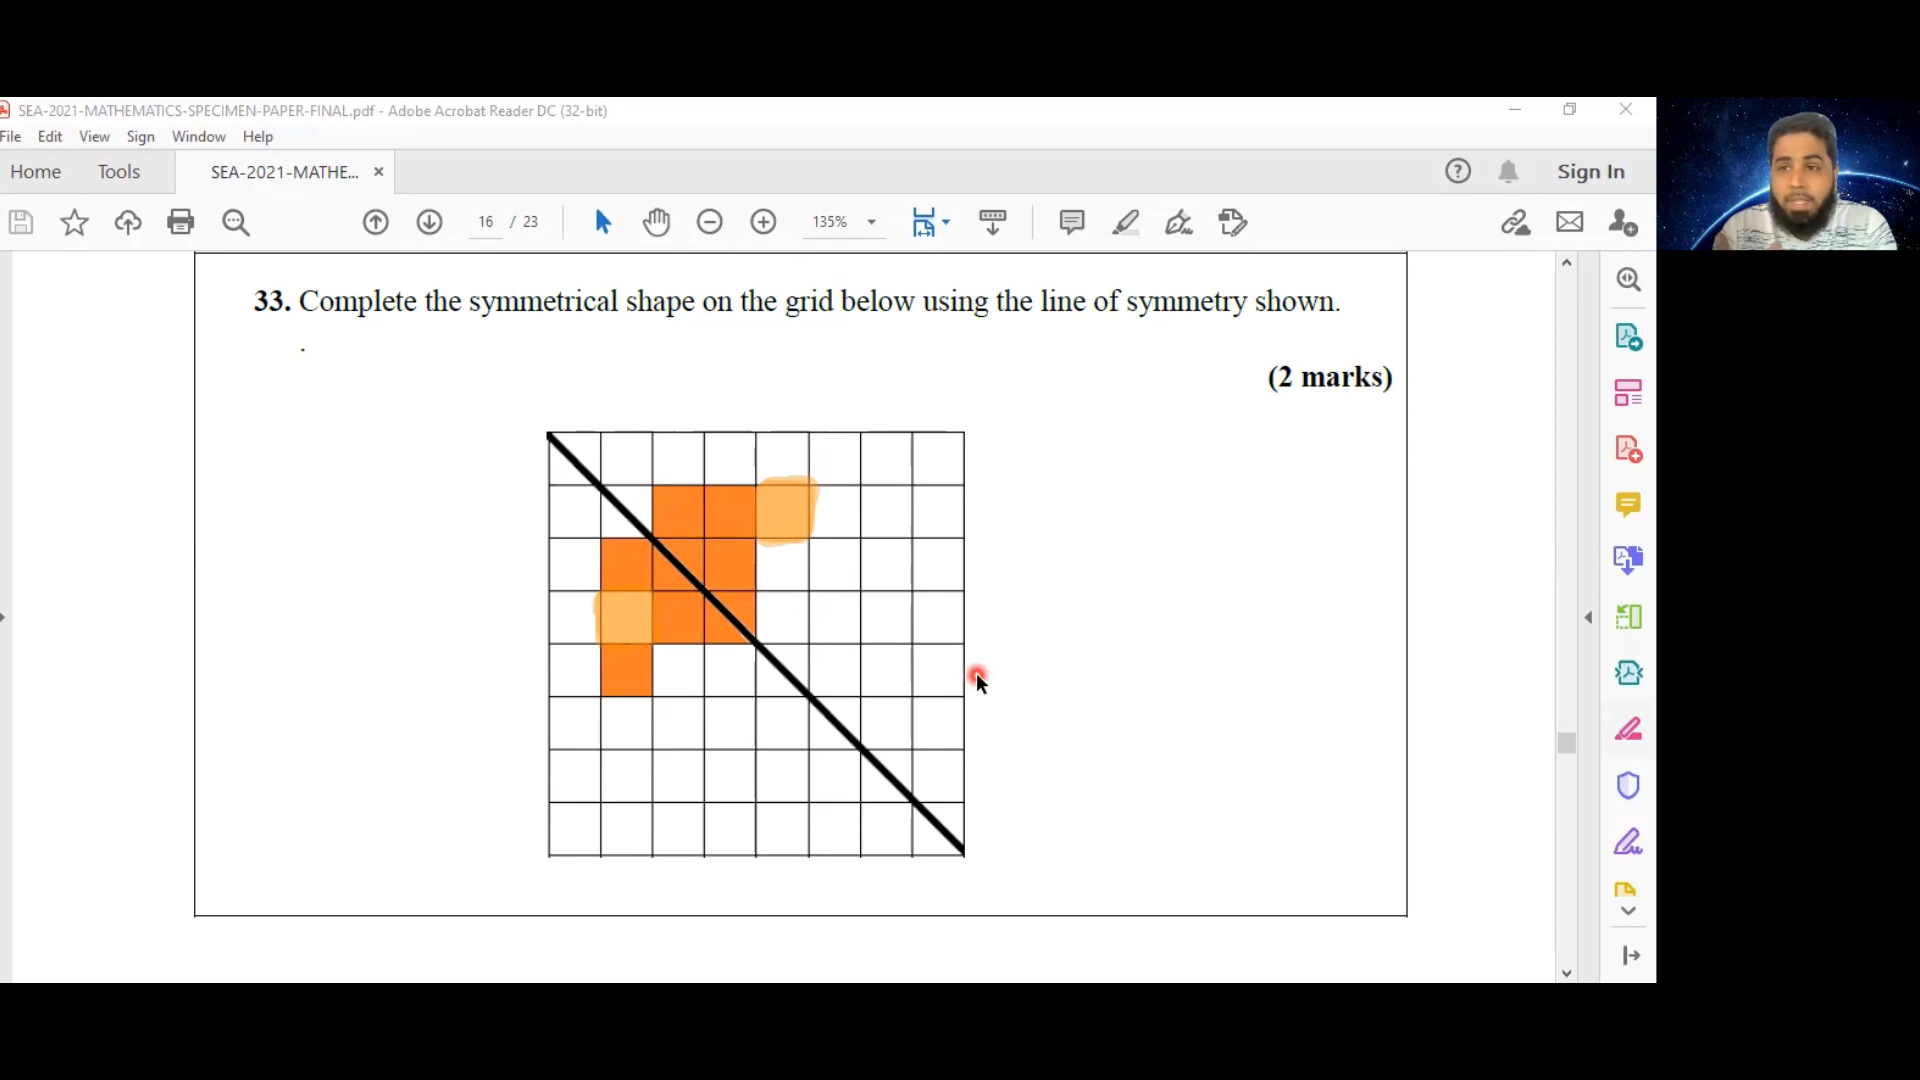 SEA-2021-MATHEMATICS-SPECIMEN-PAPER-FINAL.pdf - Adobe Acrobat Reader DC (32-bit)
File Edit View Sign Window Help
Home Tools SEA-2021-MATHE... × Sign In
16 / 23 135%
33. Complete the symmetrical shape on the grid below using the line of symmetry shown.
.
(2 marks)